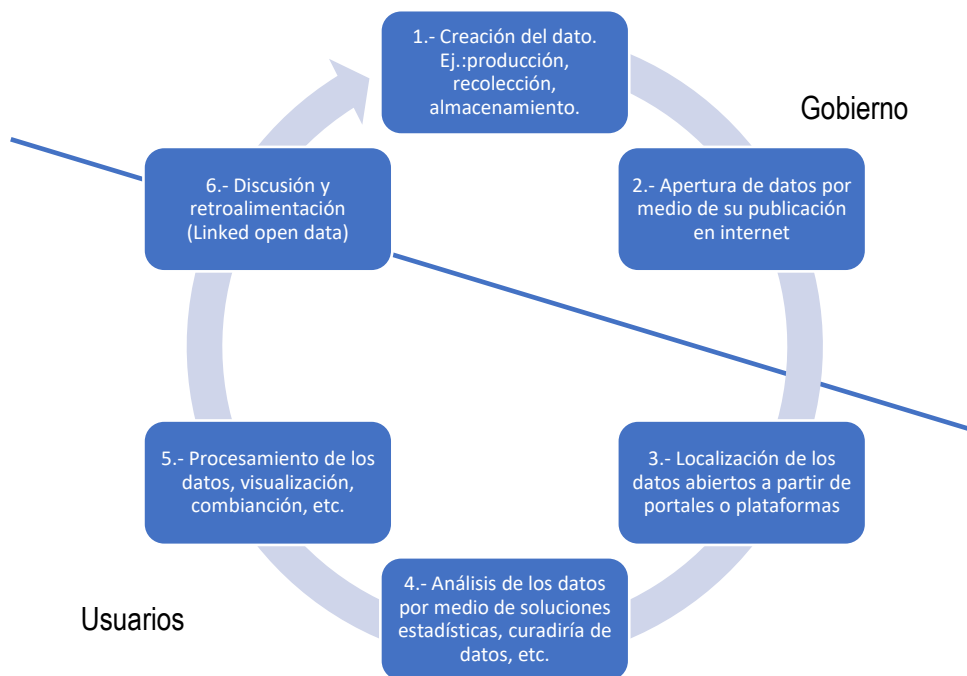 1.- Creación del dato.
Ej.:producción,
recolección,
almacenamiento.
Gobierno
2.- Apertura de datos por
medio de su publicación
en internet
3.- Localización de los
datos abiertos a partir de
portales o plataformas
4.- Análisis de los datos
por medio de soluciones
estadísticas, curadiría de
datos, etc.
Usuarios
5.- Procesamiento de los
datos, visualización,
combianción, etc.
6.- Discusión y
retroalimentación
(Linked open data)